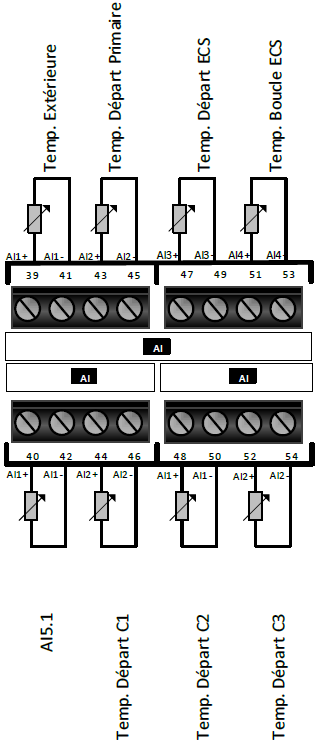 Temp. Extérieure
Temp. Départ Primaire
Temp. Départ ECS
Temp. Boucle ECS
AI1+ AI1- AI2+ AI2- AI3+ AI3- AI4+ AI4-
39 41 43 45 47 49 51 53
AI
AI AI
40 42 44 46 48 50 52 54
AI1+ AI1- AI2+ AI2- AI1+ AI1- AI2+ AI2-
AI5.1
Temp. Départ C1
Temp. Départ C2
Temp. Départ C3